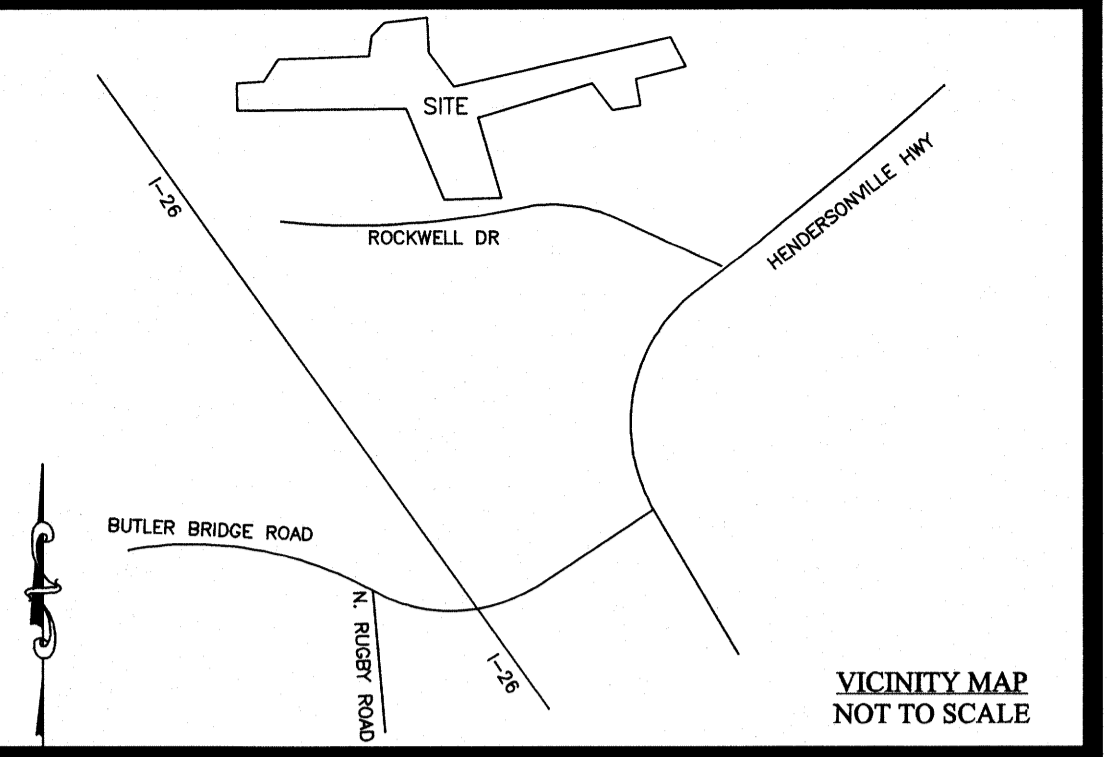 SITE
I-26
ROCKWELL DR
HENDERSONVILLE HWY
BUTLER BRIDGE ROAD
N. RUGBY ROAD
I-26
VICINITY MAP
NOT TO SCALE